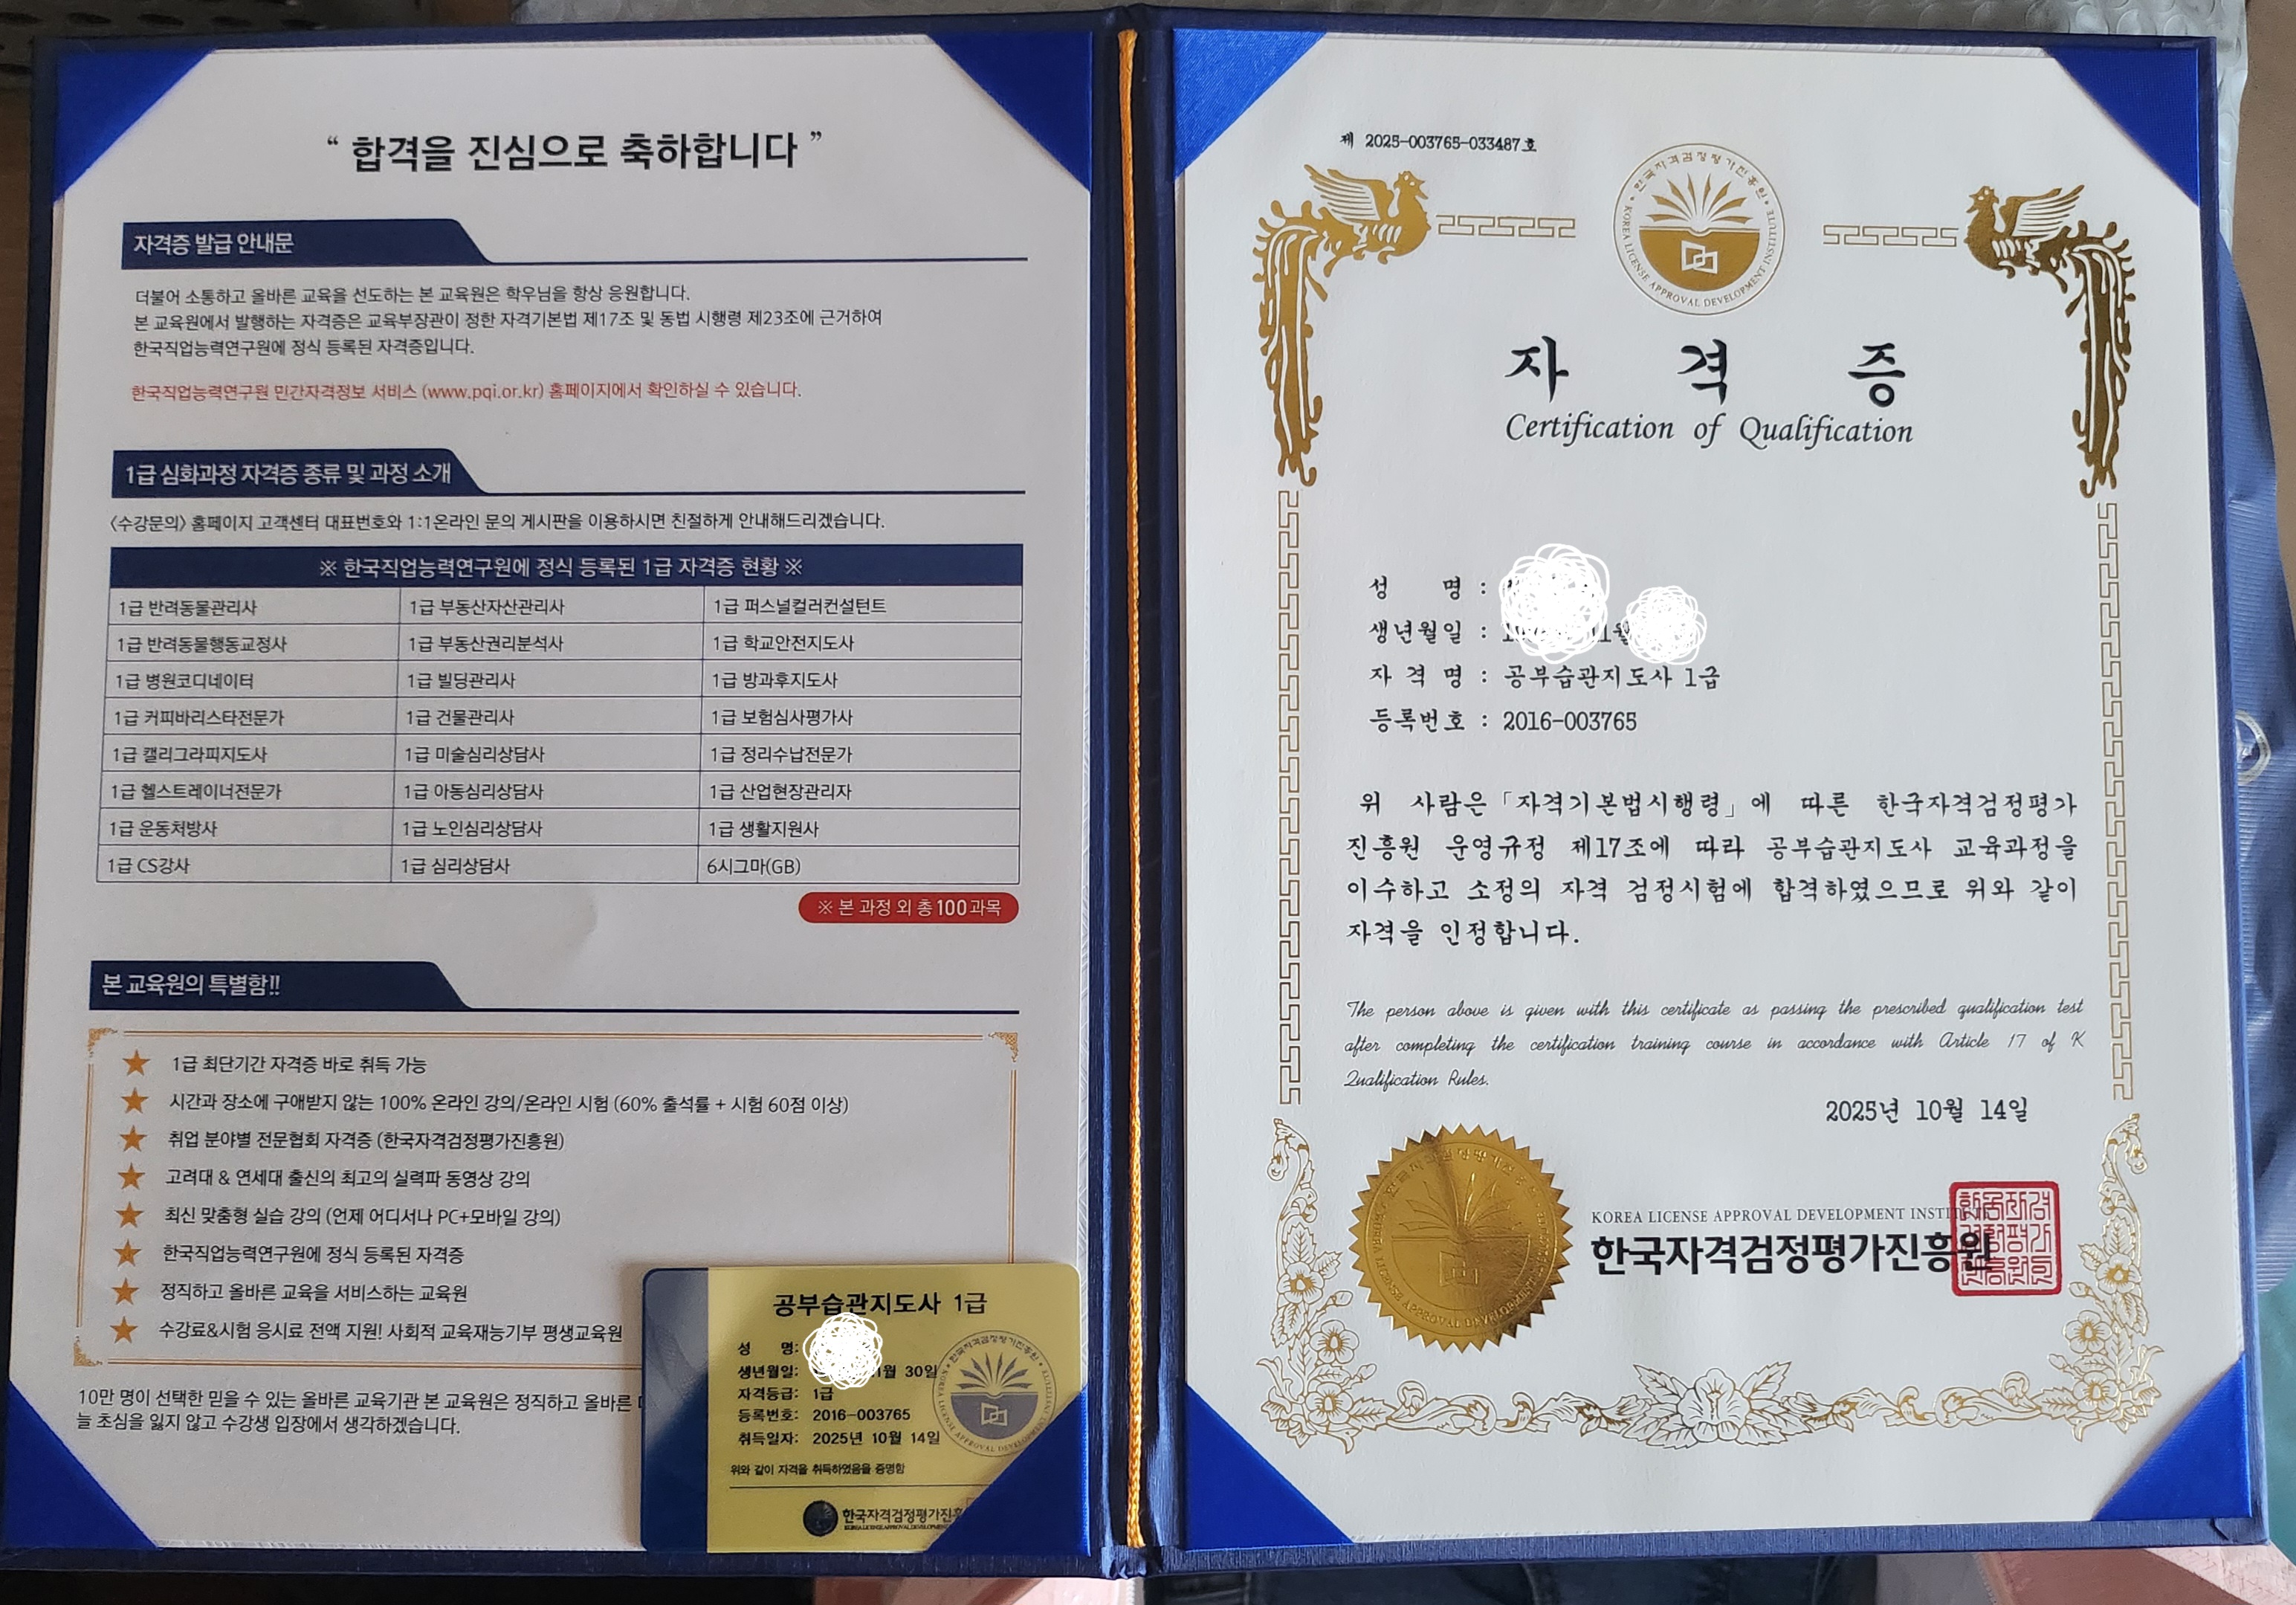 “ 합격을 진심으로 축하합니다 ”
자격증 발급 안내문
더불어 소통하고 올바른 교육을 선도하는 본 교육원은 학우님을 항상 응원합니다.
본 교육원에서 발행하는 자격증은 교육부장관이 정한 자격기본법 제17조 및 동법 시행령 제23조에 근거하여
한국직업능력연구원에 정식 등록된 자격증입니다.
한국직업능력연구원 민간자격정보 서비스 (www.pqi.or.kr) 홈페이지에서 확인하실 수 있습니다.
1급 심화과정 자격증 종류 및 과정 소개
<수강문의> 홈페이지 고객센터 대표번호와 1:1온라인 문의 게시판을 이용하시면 친절하게 안내해드리겠습니다.
※ 한국직업능력연구원에 정식 등록된 1급 자격증 현황 ※
1급 반려동물관리사 1급 부동산자산관리사 1급 퍼스널컬러컨설턴트
1급 반려동물행동교정사 1급 부동산권리분석사 1급 학교안전지도사
1급 병원코디네이터 1급 빌딩관리사 1급 방과후지도사
1급 커피바리스타전문가 1급 건물관리사 1급 보험심사평가사
1급 캘리그라피지도사 1급 미술심리상담사 1급 정리수납전문가
1급 헬스트레이너전문가 1급 아동심리상담사 1급 산업현장관리자
1급 운동처방사 1급 노인심리상담사 1급 생활지원사
1급 CS강사 1급 심리상담사 6시그마(GB)
※ 본 과정 외 총 100과목
본 교육원의 특별함!!
1급 최단기간 자격증 바로 취득 가능
시간과 장소에 구애받지 않는 100% 온라인 강의/온라인 시험 (60% 출석률 + 시험 60점 이상)
취업 분야별 전문협회 자격증 (한국자격검정평가진흥원)
고려대 & 연세대 출신의 최고의 실력파 동영상 강의
최신 맞춤형 실습 강의 (언제 어디서나 PC+모바일 강의)
한국직업능력연구원에 정식 등록된 자격증
정직하고 올바른 교육을 서비스하는 교육원
수강료&시험 응시료 전액 지원! 사회적 교육재능기부 평생교육원
10만 명이 선택한 믿을 수 있는 올바른 교육기관 본 교육원은 정직하고 올바른
늘 초심을 잃지 않고 수강생 입장에서 생각하겠습니다.
공부습관지도사 1급
성 명:
생년월일: 1월 30일
자격등급: 1급
등록번호: 2016-003765
취득일자: 2025년 10월 14일
위와 같이 자격을 취득하였음을 증명함
한국자격검정평가진흥
제 2025-003765-033487호
한국자격검정평가진흥원
KOREA LICENSE APPROVAL DEVELOPMENT INSTITUTE
자 격 증
Certification of Qualification
성 명 :
생년월일 : 11월
자 격 명 : 공부습관지도사 1급
등록번호 : 2016-003765
위 사람은 「자격기본법시행령」에 따른 한국자격검정평가
진흥원 운영규정 제17조에 따라 공부습관지도사 교육과정을
이수하고 소정의 자격 검정시험에 합격하였으므로 위와 같이
자격을 인정합니다.
The person above is given with this certificate as passing the prescribed qualification test
after completing the certification training course in accordance with Article 17 of K
Qualification Rules.
2025년 10월 14일
KOREA LICENSE APPROVAL DEVELOPMENT INSTI
한국자격검정평가진흥원